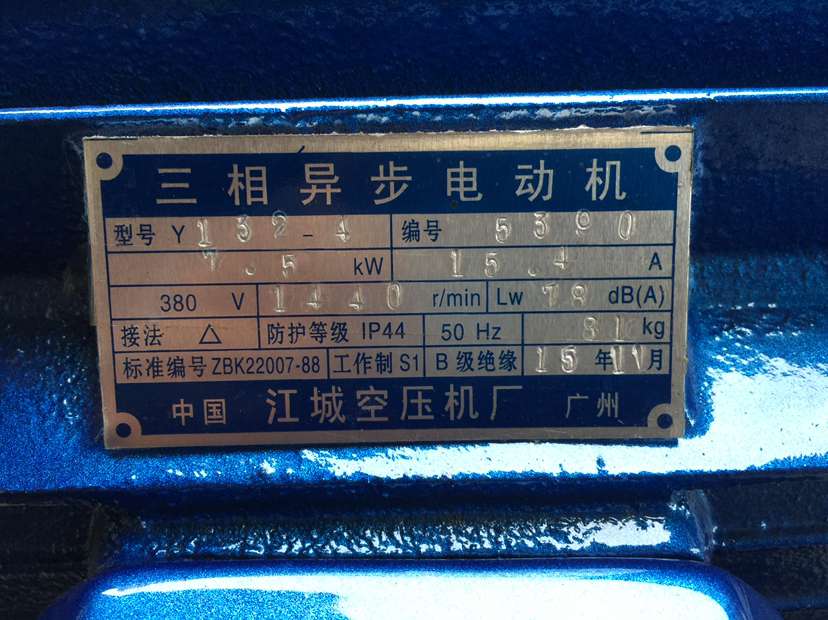 三相异步电动机
型号 Y 132-4 编号 5390
7.5 kW 15.4 A
380 V 1440 r/min Lw 78 dB(A)
接法 △ 防护等级 IP44 50 Hz 81 kg
标准编号 ZBK22007-88 工作制 S1 B 级绝缘 15 年 11 月
中国 江城空压机厂 广州